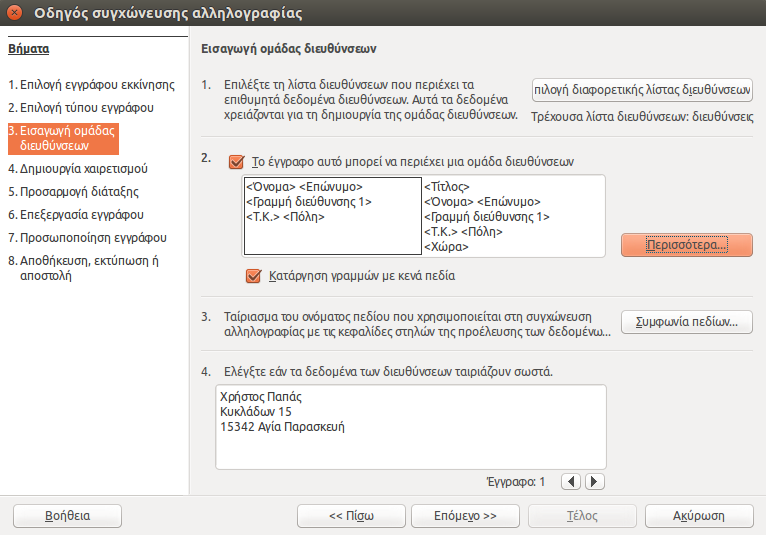 Οδηγός συγχώνευσης αλληλογραφίας
Βήματα
1. Επιλογή εγγράφου εκκίνησης
2. Επιλογή τύπου εγγράφου
3. Εισαγωγή ομάδας
διευθύνσεων
4. Δημιουργία χαιρετισμού
5. Προσαρμογή διάταξης
6. Επεξεργασία εγγράφου
7. Προσωποποίηση εγγράφου
8. Αποθήκευση, εκτύπωση ή
αποστολή
Εισαγωγή ομάδας διευθύνσεων
1. Επιλέξτε τη λίστα διευθύνσεων που περιέχει τα
επιθυμητά δεδομένα διευθύνσεων. Αυτά τα δεδομένα
χρειάζονται για τη δημιουργία της ομάδας διευθύνσεων.
πιλογή διαφορετικής λίστας διευθύνσεων
Τρέχουσα λίστα διευθύνσεων: διευθύνσεις
2. Το έγγραφο αυτό μπορεί να περιέχει μια ομάδα διευθύνσεων
<Όνομα> <Επώνυμο>
<Γραμμή διεύθυνσης 1>
<Τ.Κ.> <Πόλη>
<Τίτλος>
<Όνομα> <Επώνυμο>
<Γραμμή διεύθυνσης 1>
<Τ.Κ.> <Πόλη>
<Χώρα>
Περισσότερα...
Κατάργηση γραμμών με κενά πεδία
3. Ταίριασμα του ονόματος πεδίου που χρησιμοποιείται στη συγχώνευση
αλληλογραφίας με τις κεφαλίδες στηλών της προέλευσης των δεδομένω...
Συμφωνία πεδίων...
4. Ελέγξτε εάν τα δεδομένα των διευθύνσεων ταιριάζουν σωστά.
Χρήστος Παπάς
Κυκλάδων 15
15342 Αγία Παρασκευή
Έγγραφο: 1
Βοήθεια
<< Πίσω
Επόμενο >>
Τέλος
Ακύρωση